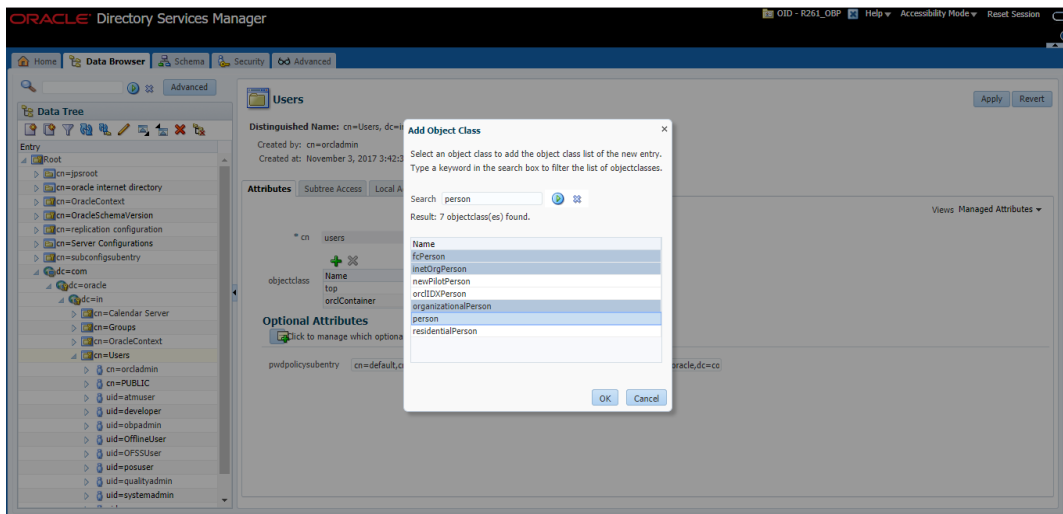 ORACLE Directory Services Manager
OID - R261_OBP Help Accessibility Mode Reset Session
Home Data Browser Schema Security Advanced
Advanced
Data Tree
Entry
Root
cn=jpsroot
cn=oracle internet directory
cn=OracleContext
cn=OracleSchemaVersion
cn=replication configuration
cn=Server Configurations
cn=subconfigsubentry
dc=com
dc=oracle
dc=in
cn=Calendar Server
cn=Groups
cn=OracleContext
cn=Users
cn=orcladmin
cn=PUBLIC
uid=atmuser
uid=developer
uid=obpadmin
uid=OfflineUser
uid=OFSSUser
uid=posuser
uid=qualityadmin
uid=systemadmin
Users
Apply Revert
Distinguished Name: cn=Users, dc=i
Created by: cn=orcladmin
Created at: November 3, 2017 3:42:3
Attributes Subtree Access Local A
Views Managed Attributes
* cn users
objectclass
Name
top
orclContainer
Optional Attributes
Click to manage which optiona
pwdpolicysubentry cn=default,c
oracle,dc=co
Add Object Class
Select an object class to add the object class list of the new entry.
Type a keyword in the search box to filter the list of objectclasses.
Search person
Result: 7 objectclass(es) found.
Name
fcPerson
inetOrgPerson
newPilotPerson
orclIDXPerson
organizationalPerson
person
residentialPerson
OK Cancel